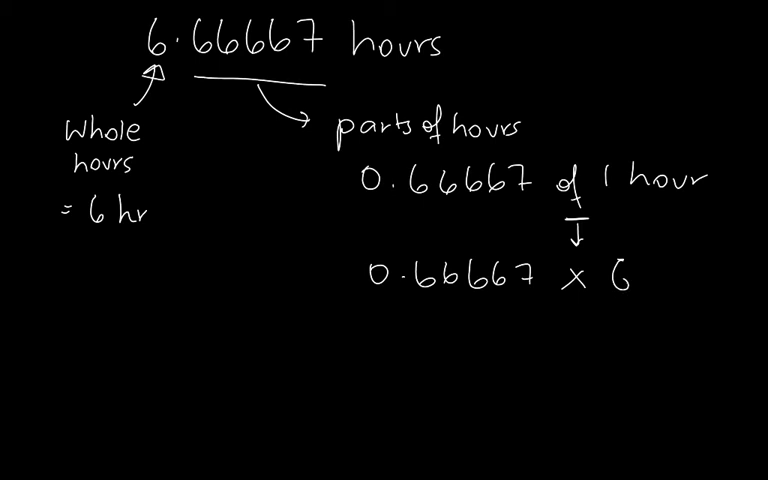 6.66667 hours
Whole
hours
= 6 hr
parts of hours
0.66667 of 1 hour
0.66667 × 6